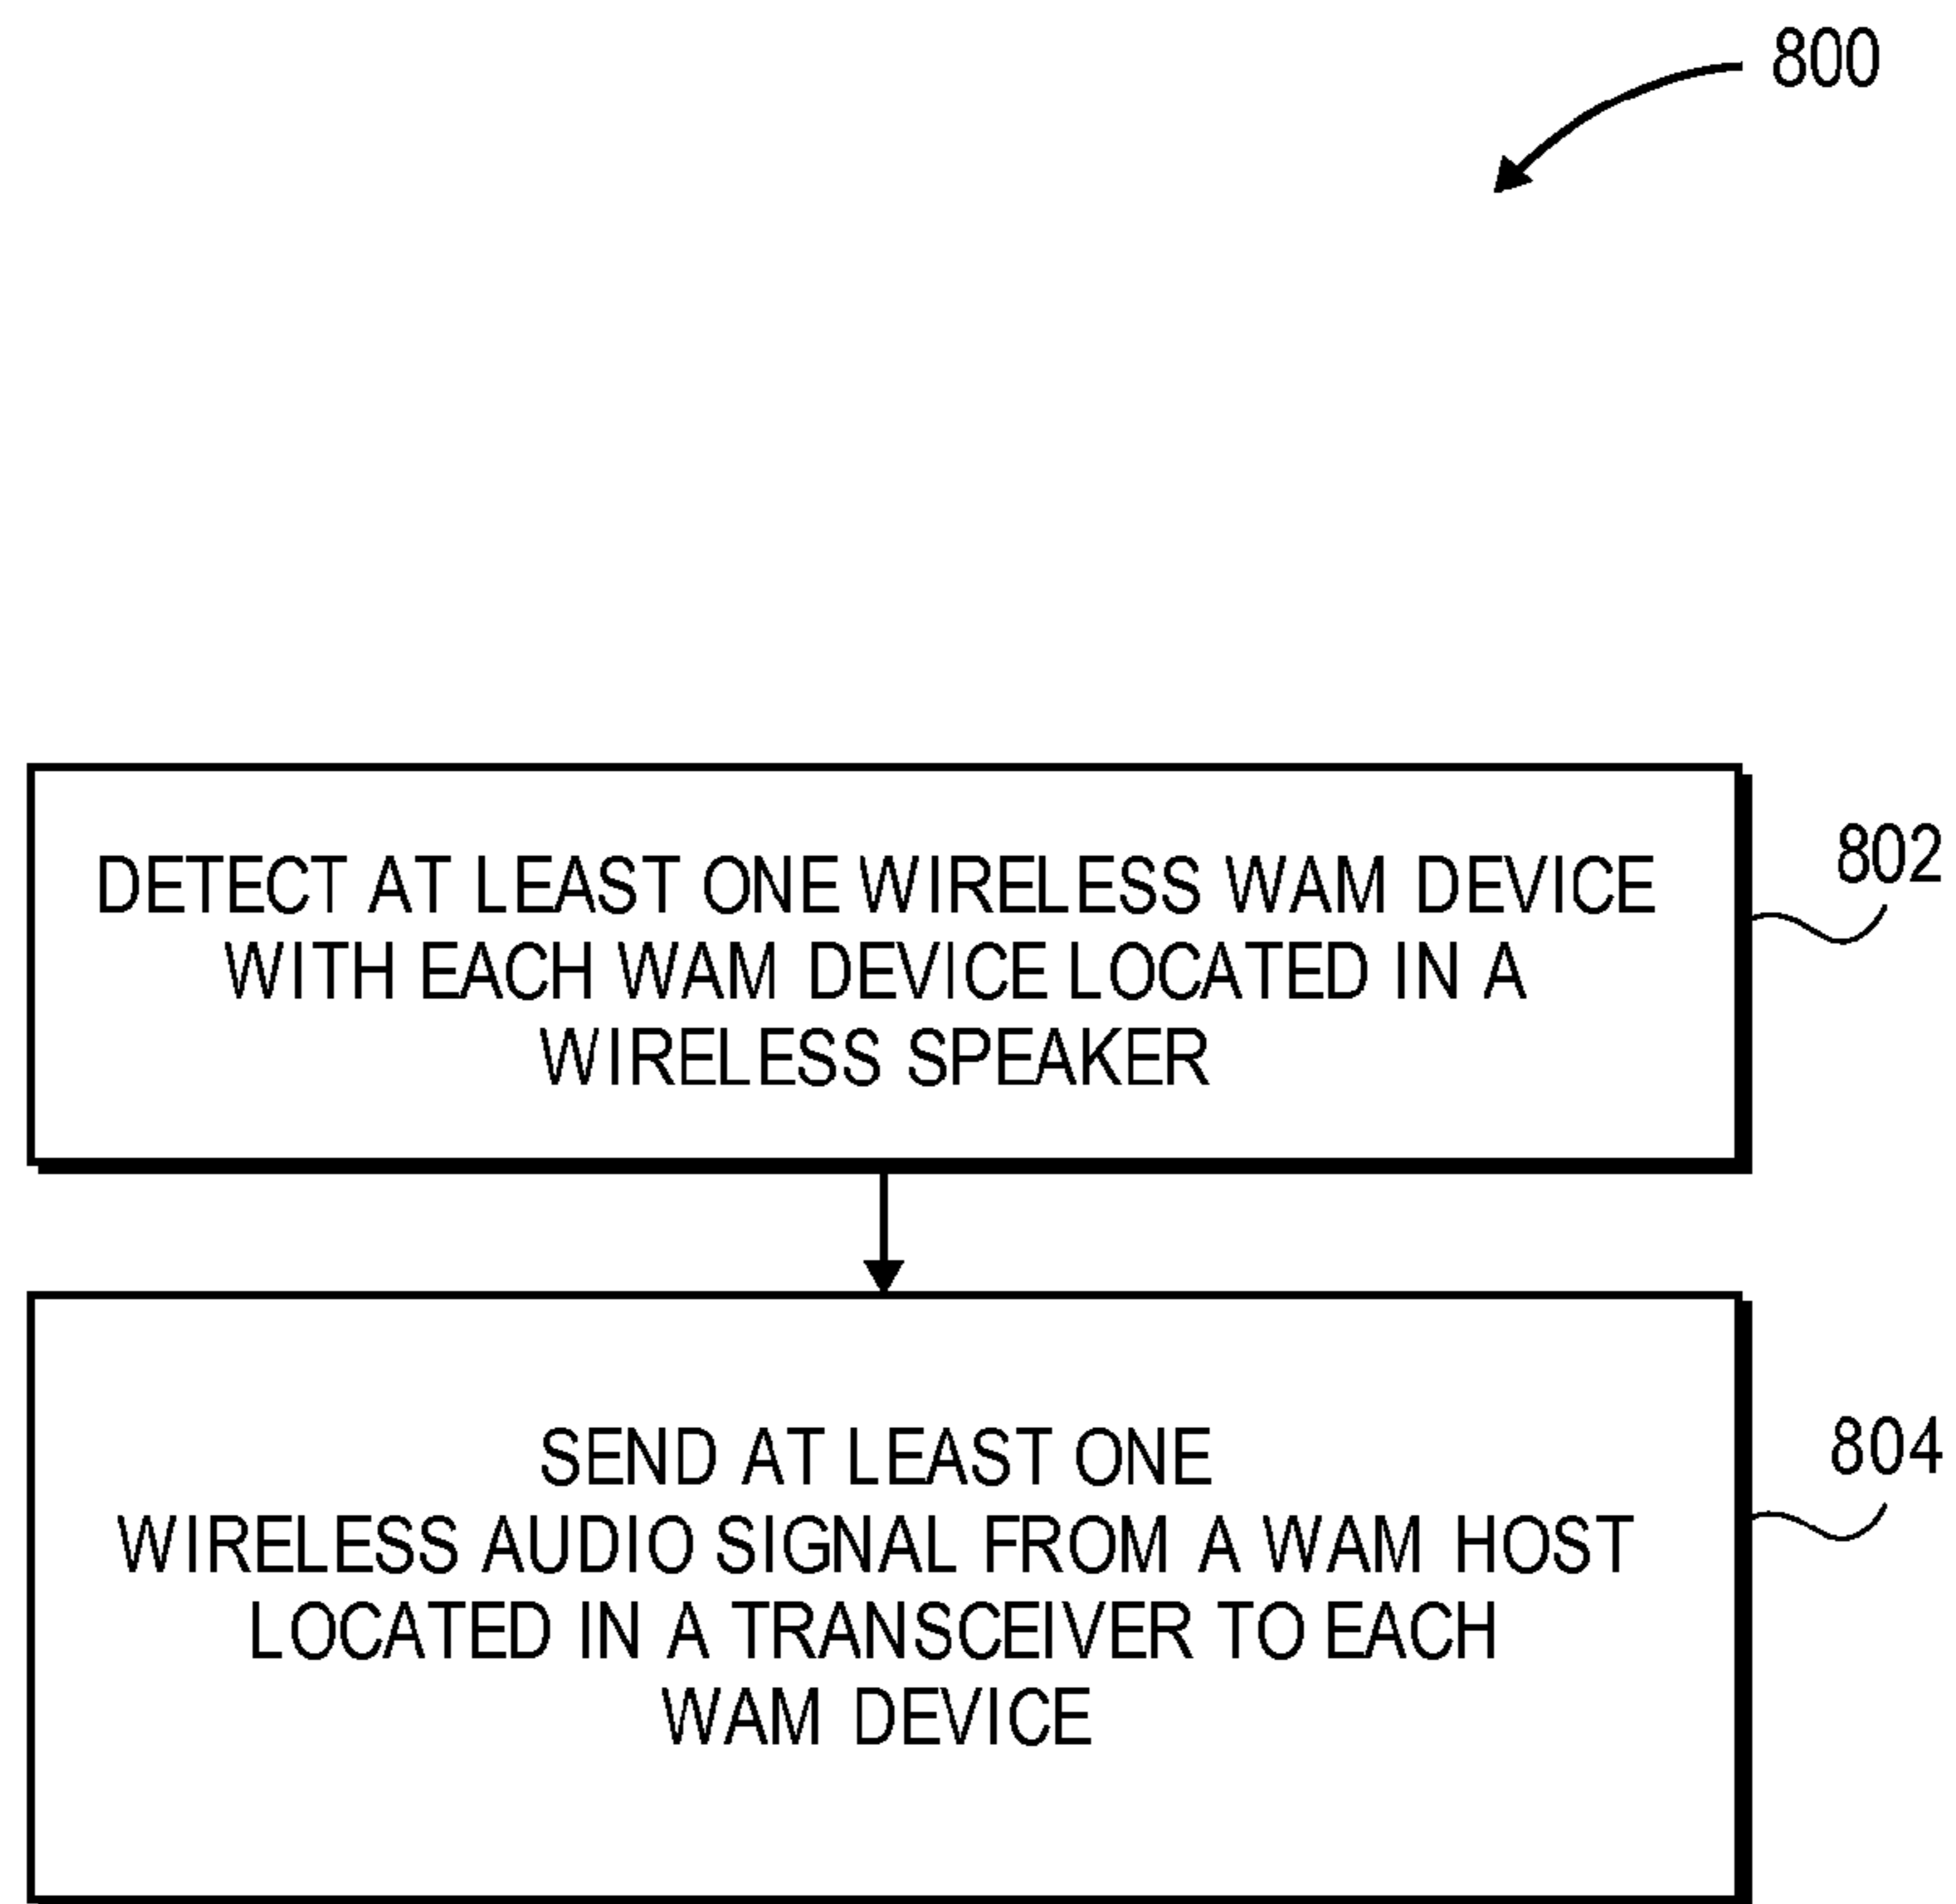 800
DETECT AT LEAST ONE WIRELESS WAM DEVICE
WITH EACH WAM DEVICE LOCATED IN A
WIRELESS SPEAKER
802
SEND AT LEAST ONE
WIRELESS AUDIO SIGNAL FROM A WAM HOST
LOCATED IN A TRANSCEIVER TO EACH
WAM DEVICE
804